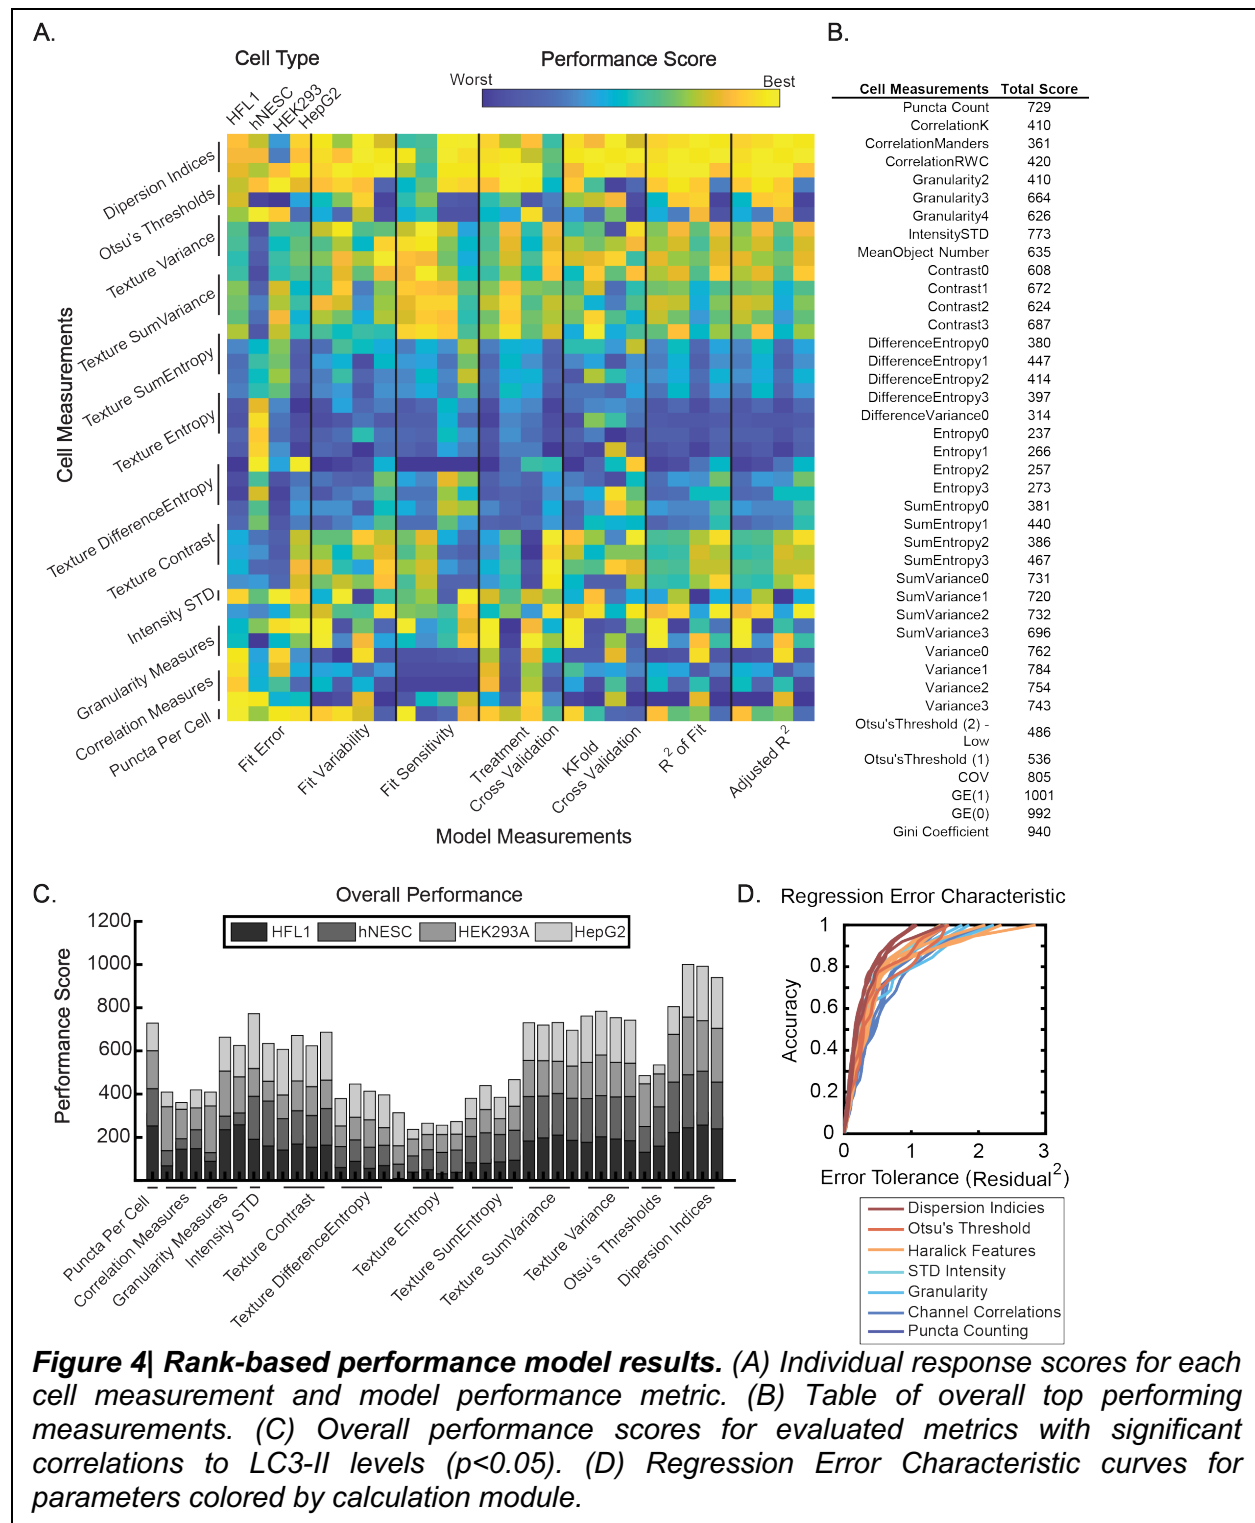 A.
Cell Type
Performance Score
Worst
Best
HFL1
hNESC
HEK293
HepG2
Cell Measurements
Dipersion Indices
Otsu's Thresholds
Texture Variance
Texture SumVariance
Texture SumEntropy
Texture Entropy
Texture DifferenceEntropy
Texture Contrast
Intensity STD
Granularity Measures
Correlation Measures
Puncta Per Cell
Fit Error
Fit Variability
Fit Sensitivity
Treatment
Cross Validation
KFold
Cross Validation
R² of Fit
Adjusted R²
Model Measurements
B.
Cell Measurements Total Score
Puncta Count 729
CorrelationK 410
CorrelationManders 361
CorrelationRWC 420
Granularity2 410
Granularity3 664
Granularity4 626
IntensitySTD 773
MeanObject Number 635
Contrast0 608
Contrast1 672
Contrast2 624
Contrast3 687
DifferenceEntropy0 380
DifferenceEntropy1 447
DifferenceEntropy2 414
DifferenceEntropy3 397
DifferenceVariance0 314
Entropy0 237
Entropy1 266
Entropy2 257
Entropy3 273
SumEntropy0 381
SumEntropy1 440
SumEntropy2 386
SumEntropy3 467
SumVariance0 731
SumVariance1 720
SumVariance2 732
SumVariance3 696
Variance0 762
Variance1 784
Variance2 754
Variance3 743
Otsu'sThreshold (2) -
Low 486
Otsu'sThreshold (1) 536
COV 805
GE(1) 1001
GE(0) 992
Gini Coefficient 940
C.
Overall Performance
HFL1 hNESC HEK293A HepG2
Performance Score
1200
1000
800
600
400
200
Puncta Per Cell
Correlation Measures
Granularity Measures
Intensity STD
Texture Contrast
Texture DifferenceEntropy
Texture Entropy
Texture SumEntropy
Texture SumVariance
Texture Variance
Otsu's Thresholds
Dipersion Indices
D.
Regression Error Characteristic
Accuracy
1
0.8
0.6
0.4
0.2
0
0 1 2 3
Error Tolerance (Residual²)
Dispersion Indicies
Otsu's Threshold
Haralick Features
STD Intensity
Granularity
Channel Correlations
Puncta Counting
Figure 4| Rank-based performance model results. (A) Individual response scores for each
cell measurement and model performance metric. (B) Table of overall top performing
measurements. (C) Overall performance scores for evaluated metrics with significant
correlations to LC3-II levels (p<0.05). (D) Regression Error Characteristic curves for
parameters colored by calculation module.